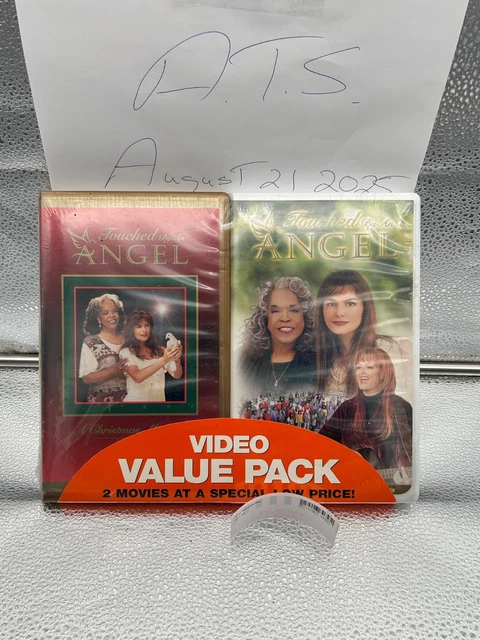 A.T.S.
August 21 2025
Touched By An
ANGEL
Touched By An
ANGEL
A Christmas
VIDEO
VALUE PACK
2 MOVIES AT A SPECIAL LOW PRICE!